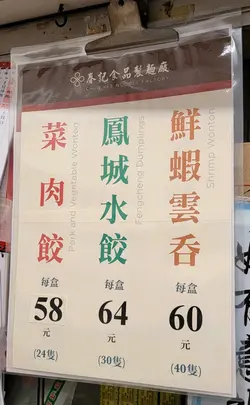 泰記食品製麵廠
鮮蝦雲吞
Shrimp Wonton
每盒
60
元
(40隻)
鳳城水餃
Fengcheng Dumplings
每盒
64
元
(30隻)
菜肉餃
Pork and Vegetable Wonton
每盒
58
元
(24隻)